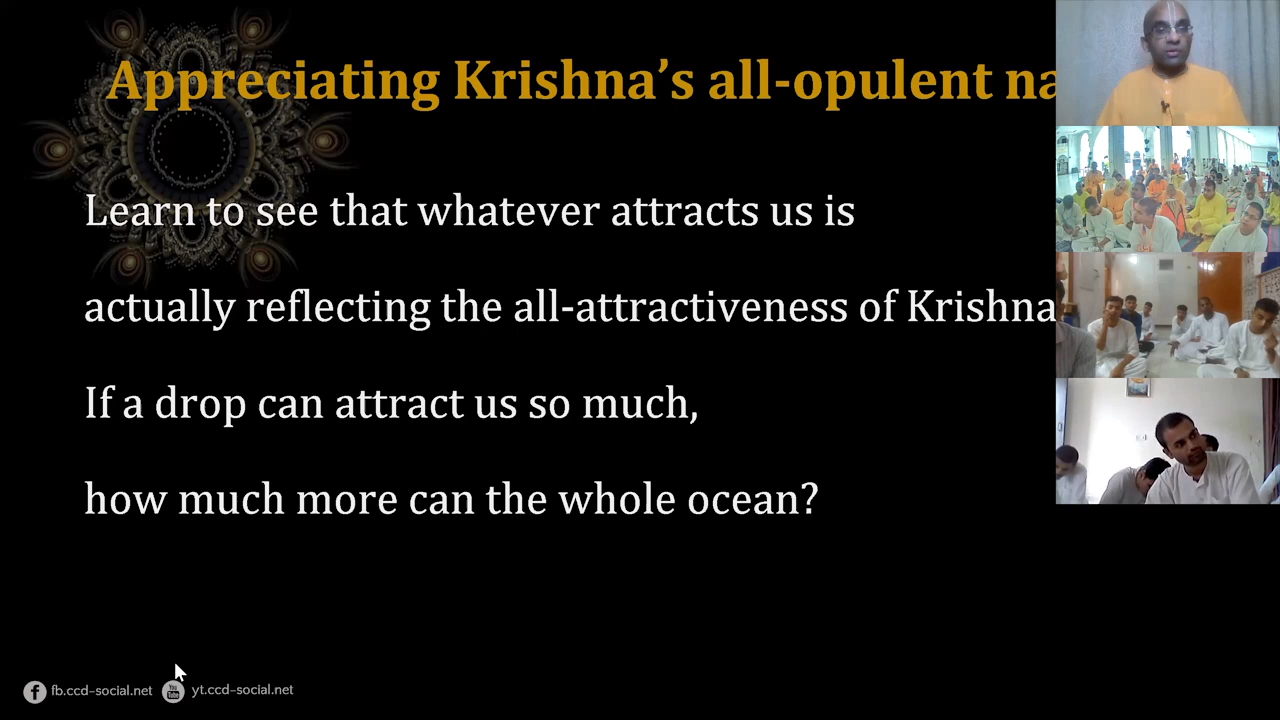 Appreciating Krishna's all-opulent
Learn to see that whatever attracts us is
actually reflecting the all-attractiveness of Krishna
If a drop can attract us so much,
how much more can the whole ocean?
fb.ccd-social.net
You Tube yt.ccd-social.net